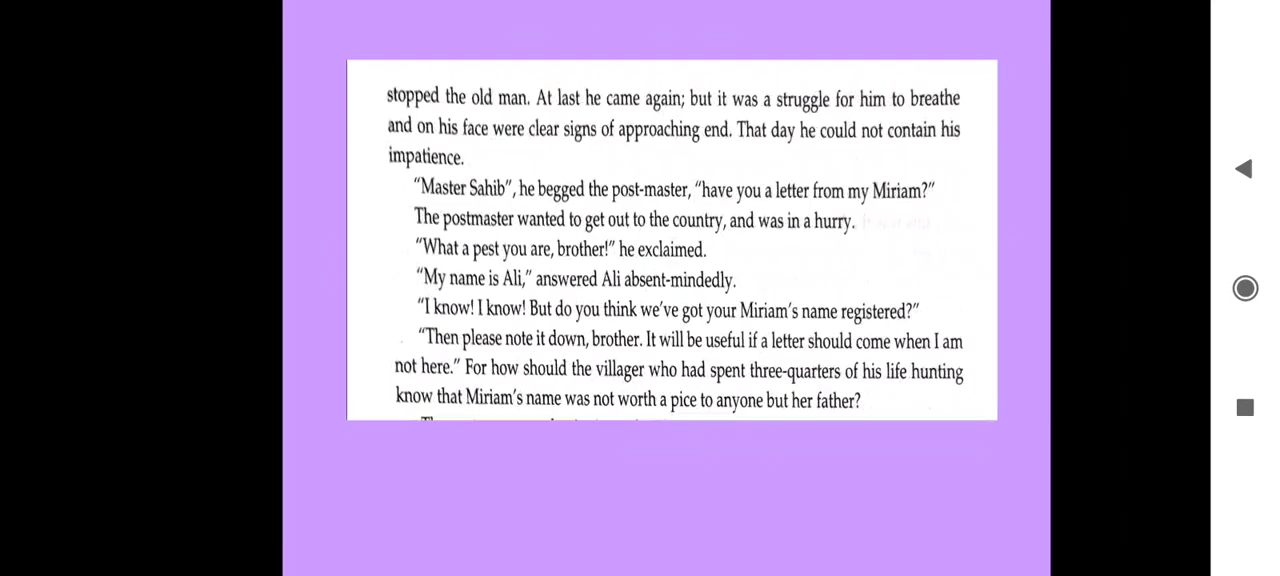 stopped the old man. At last he came again; but it was a struggle for him to breathe
and on his face were clear signs of approaching end. That day he could not contain his
impatience.
"Master Sahib", he begged the post-master, "have you a letter from my Miriam?"
The postmaster wanted to get out to the country, and was in a hurry.
"What a pest you are, brother!" he exclaimed.
"My name is Ali," answered Ali absent-mindedly.
"I know! I know! But do you think we've got your Miriam's name registered?"
"Then please note it down, brother. It will be useful if a letter should come when I am
not here." For how should the villager who had spent three-quarters of his life hunting
know that Miriam's name was not worth a pice to anyone but her father?